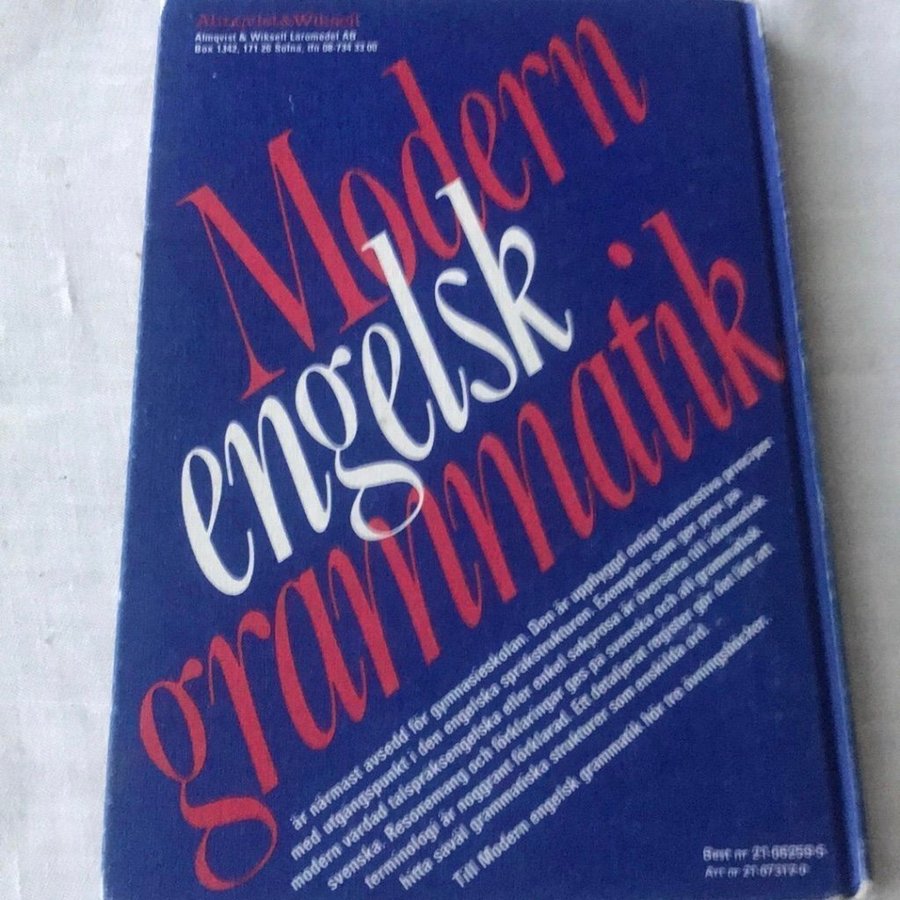 Almqvist&Wiksell
Almqvist & Wiksell Läromedel AB
Box 1342, 171 26 Solna, tfn 08-734 33 00
Modern
engelsk
grammatik
är närmast avsedd för gymnasieskolan. Den är uppbyggd enligt kontrastiva principer
med utgångspunkt i den engelska språkstrukturen. Exemplen som ger prov på
modern vårdad talspråksengelska eller enkel sakprosa är översatta till idiomatisk
svenska. Resonemang och förklaringar ges på svenska och all grammatisk
terminologi är noggrant förklarad. Ett detaljerat register gör det lätt att
hitta såväl grammatiska strukturer som enskilda ord.
Till Modern engelsk grammatik hör tre övningsböcker.
Best nr 21-06259-5
Art nr 21-07312-0